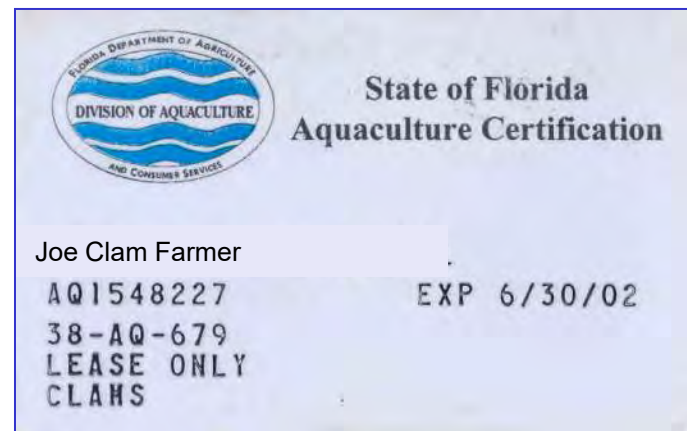 FLORIDA DEPARTMENT OF AGRICULTURE
DIVISION OF AQUACULTURE
AND CONSUMER SERVICES
State of Florida
Aquaculture Certification
Joe Clam Farmer
AQ1548227 EXP 6/30/02
38-AQ-679
LEASE ONLY
CLAMS